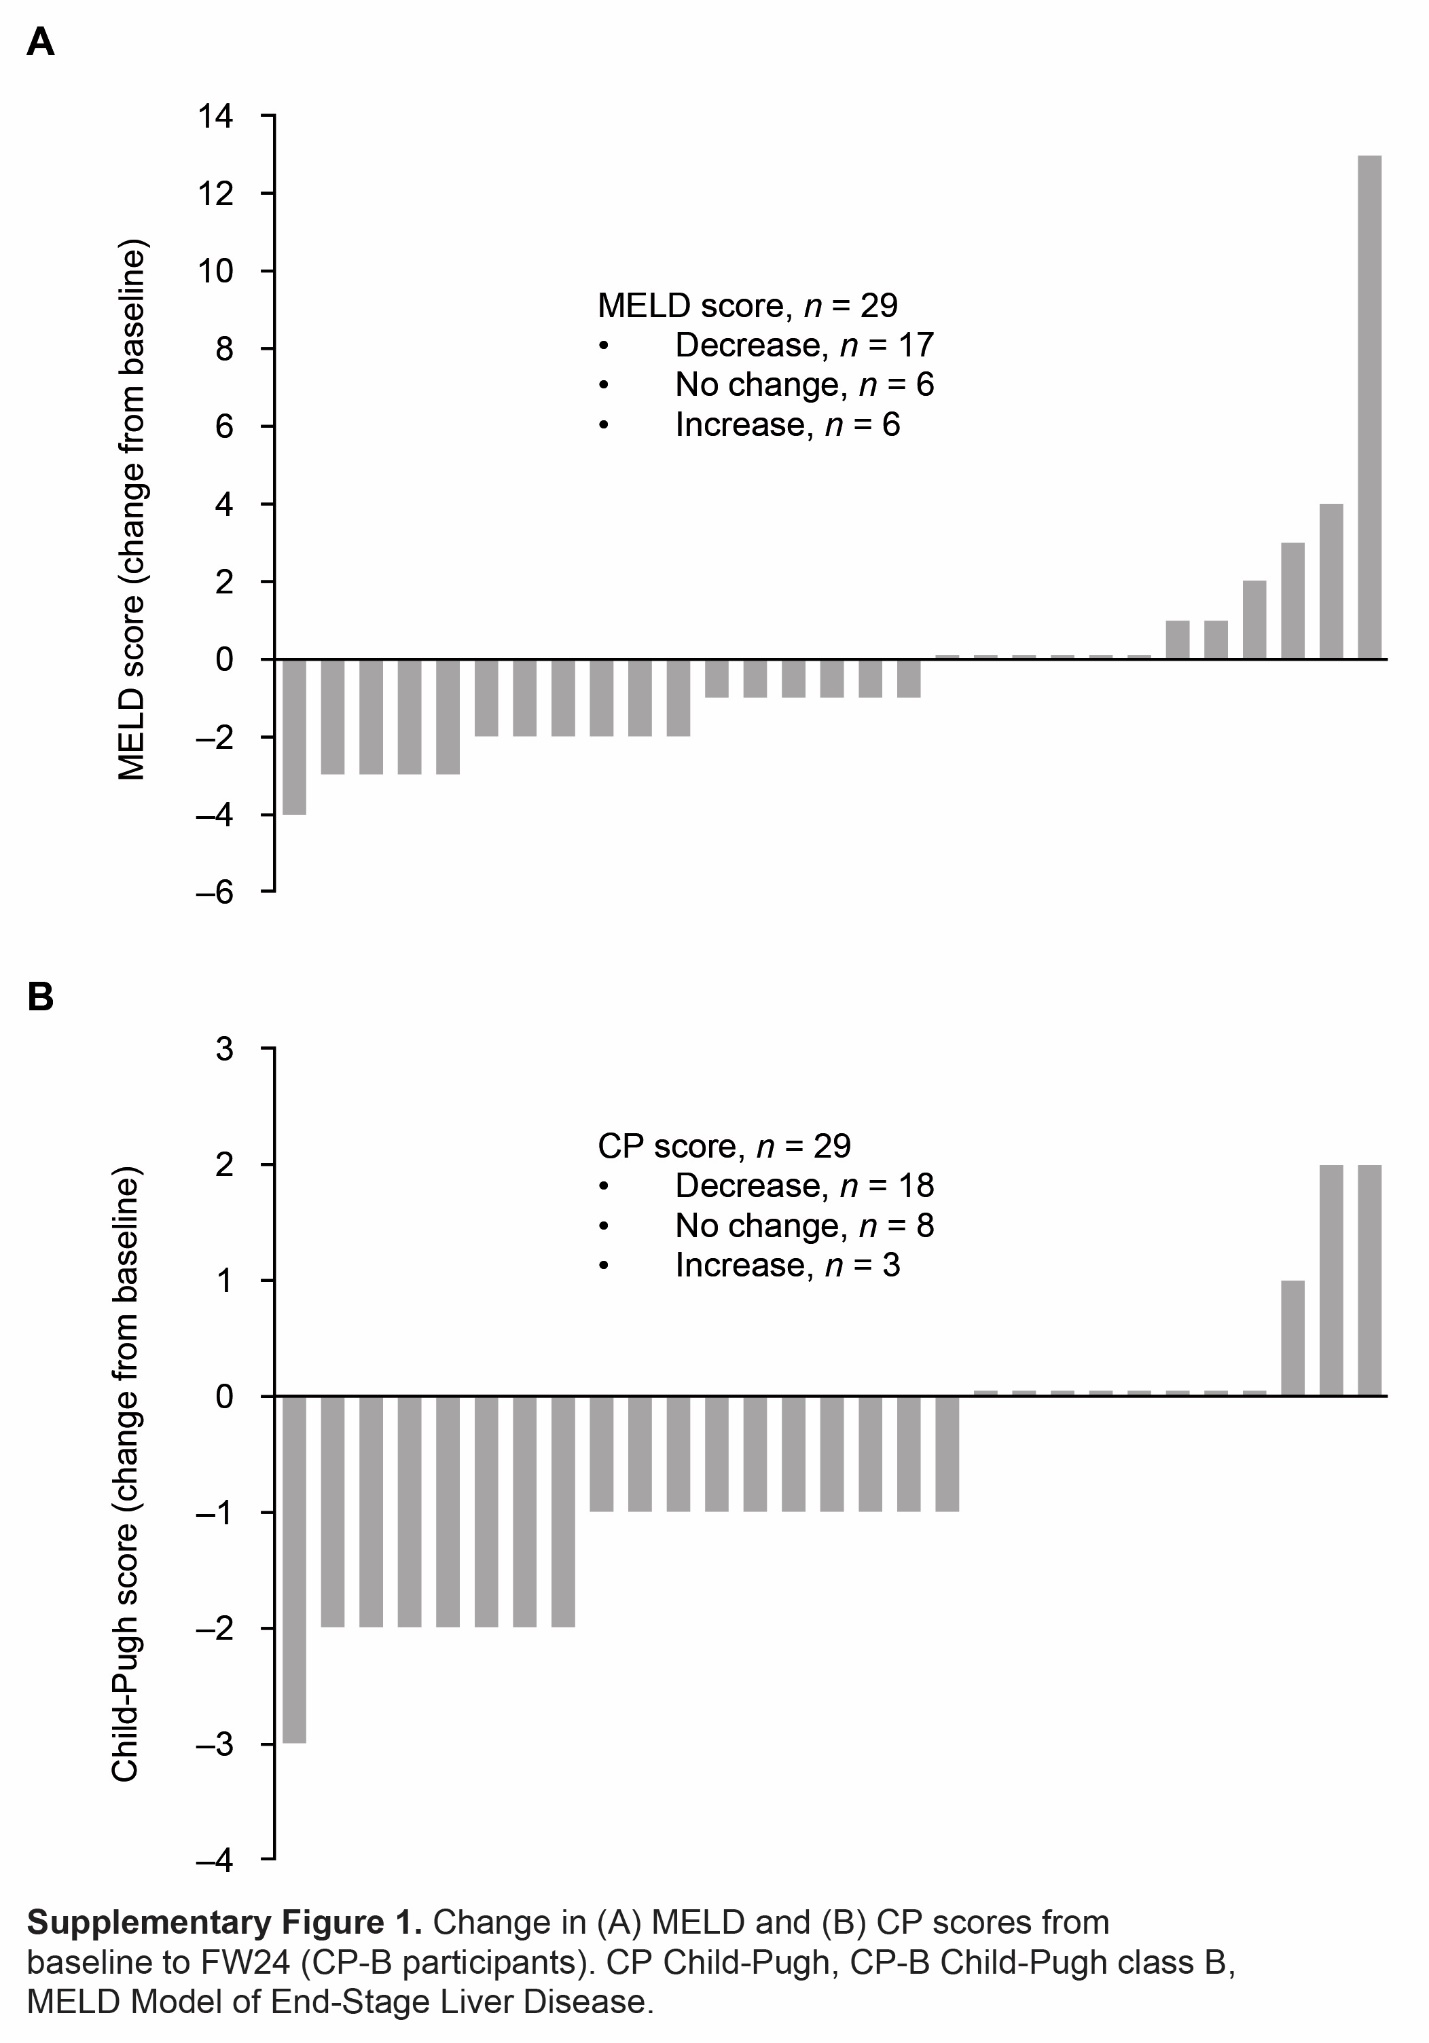 A
14
12
10
8
6
4
2
0
–2
–4
–6
MELD score (change from baseline)
MELD score, n = 29
• Decrease, n = 17
• No change, n = 6
• Increase, n = 6
B
3
2
1
0
–1
–2
–3
–4
Child-Pugh score (change from baseline)
CP score, n = 29
• Decrease, n = 18
• No change, n = 8
• Increase, n = 3
Supplementary Figure 1. Change in (A) MELD and (B) CP scores from
baseline to FW24 (CP-B participants). CP Child-Pugh, CP-B Child-Pugh class B,
MELD Model of End-Stage Liver Disease.